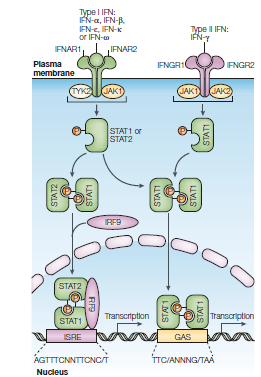 Type I IFN:
IFN-α, IFN-β,
IFN-ε, IFN-κ
or IFN-ω
Type II IFN:
IFN-γ
IFNAR1
IFNAR2
IFNGR1
IFNGR2
Plasma
membrane
TYK2
JAK1
JAK1
JAK2
P
STAT1 or
STAT2
P
STAT1
STAT2
P
P
STAT1
STAT1
P
P
STAT1
IRF9
STAT2
P
P
STAT1
IRF9
STAT1
P
P
STAT1
Transcription
Transcription
ISRE
GAS
AGTTTCNNTTCNC/T
TTC/ANNNG/TAA
Nucleus